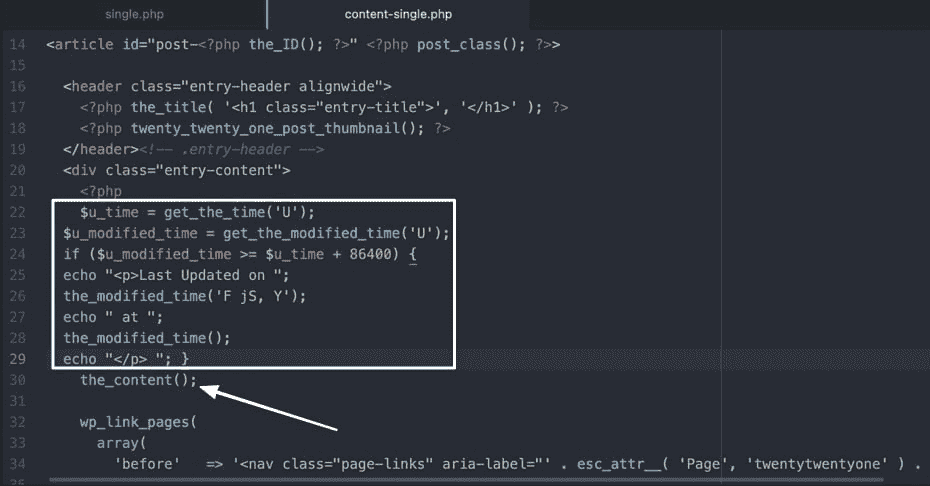 single.php
content-single.php
14 <article id="post-<?php the_ID(); ?>" <?php post_class(); ?>>
15
16 <header class="entry-header alignwide">
17 <?php the_title( '<h1 class="entry-title">', '</h1>' ); ?>
18 <?php twenty_twenty_one_post_thumbnail(); ?>
19 </header><!-- .entry-header -->
20 <div class="entry-content">
21 <?php
22 $u_time = get_the_time('U');
23 $u_modified_time = get_the_modified_time('U');
24 if ($u_modified_time >= $u_time + 86400) {
25 echo "<p>Last Updated on ";
26 the_modified_time('F jS, Y');
27 echo " at ";
28 the_modified_time();
29 echo "</p> "; }
30 the_content();
31
32 wp_link_pages(
33 array(
34 'before' => '<nav class="page-links" aria-label="' . esc_attr__( 'Page', 'twentytwentyone' ) .